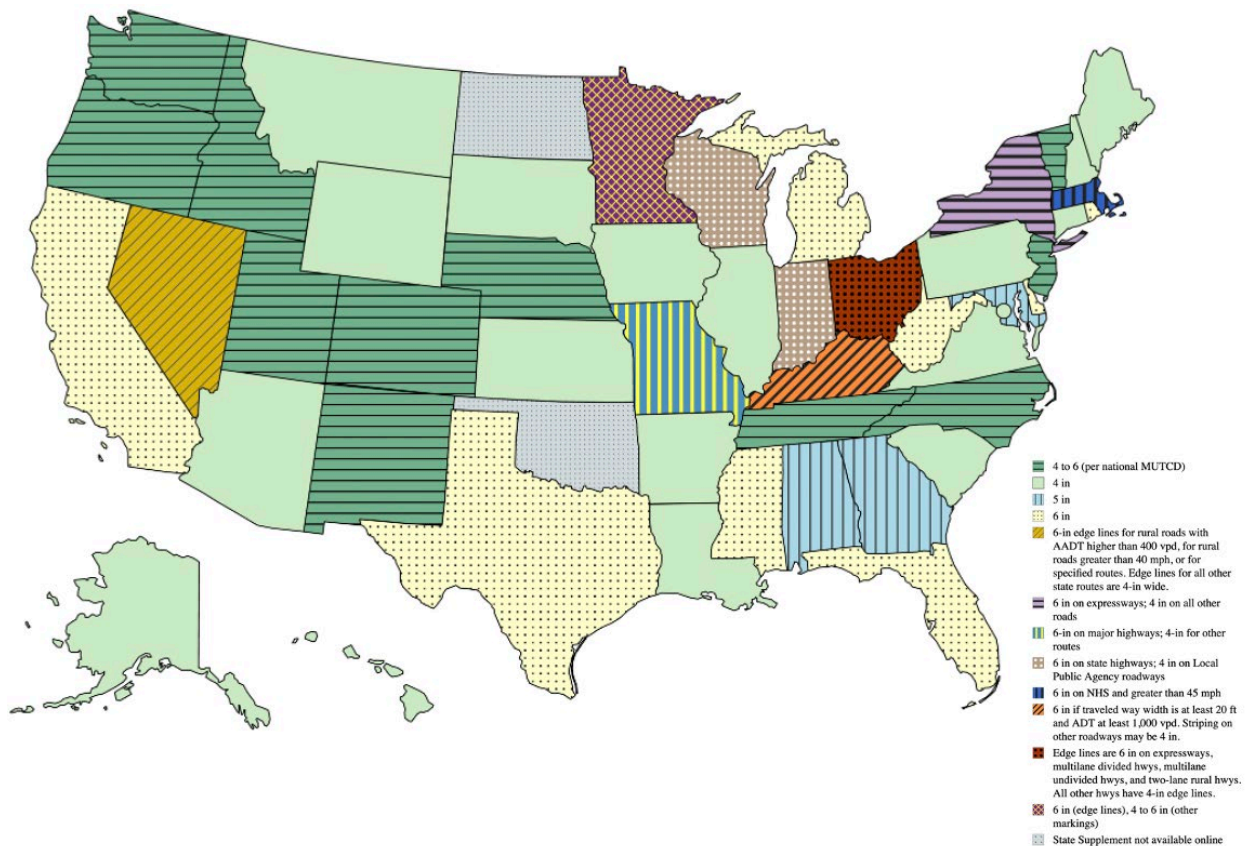 4 to 6 (per national MUTCD)
4 in
5 in
6 in
6-in edge lines for rural roads with
AADT higher than 400 vpd, for rural
roads greater than 40 mph, or for
specified routes. Edge lines for all other
state routes are 4-in wide.
6 in on expressways; 4 in on all other
roads
6-in on major highways; 4-in for other
routes
6 in on state highways; 4 in on Local
Public Agency roadways
6 in on NHS and greater than 45 mph
6 in if traveled way width is at least 20 ft
and ADT at least 1,000 vpd. Striping on
other roadways may be 4 in.
Edge lines are 6 in on expressways,
multilane divided hwys, multilane
undivided hwys, and two-lane rural hwys.
All other hwys have 4-in edge lines.
6 in (edge lines), 4 to 6 in (other
markings)
State Supplement not available online